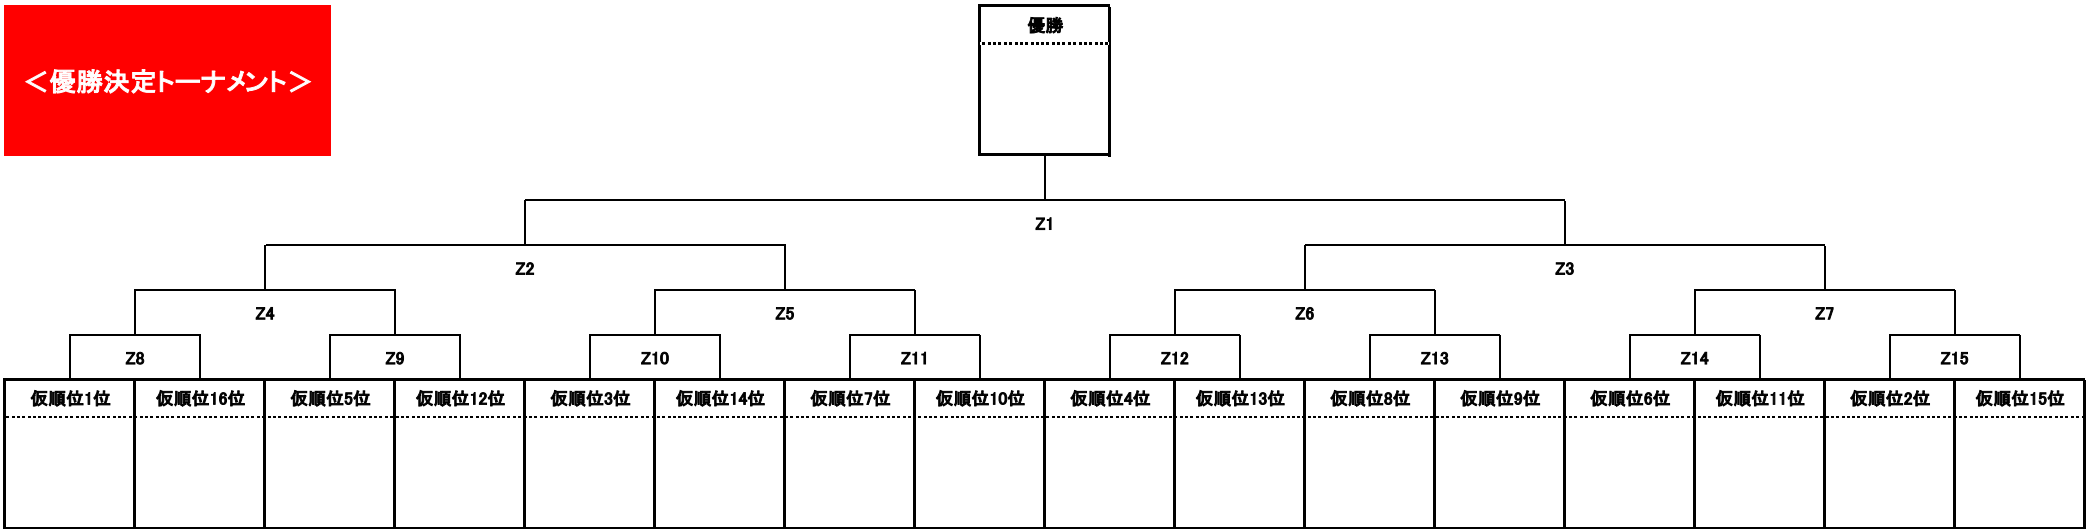 ＜優勝決定トーナメント＞
優勝
Z1
Z2 Z3
Z4 Z5 Z6 Z7
Z8 Z9 Z10 Z11 Z12 Z13 Z14 Z15
仮順位1位 仮順位16位 仮順位5位 仮順位12位 仮順位3位 仮順位14位 仮順位7位 仮順位10位 仮順位4位 仮順位13位 仮順位8位 仮順位9位 仮順位6位 仮順位11位 仮順位2位 仮順位15位